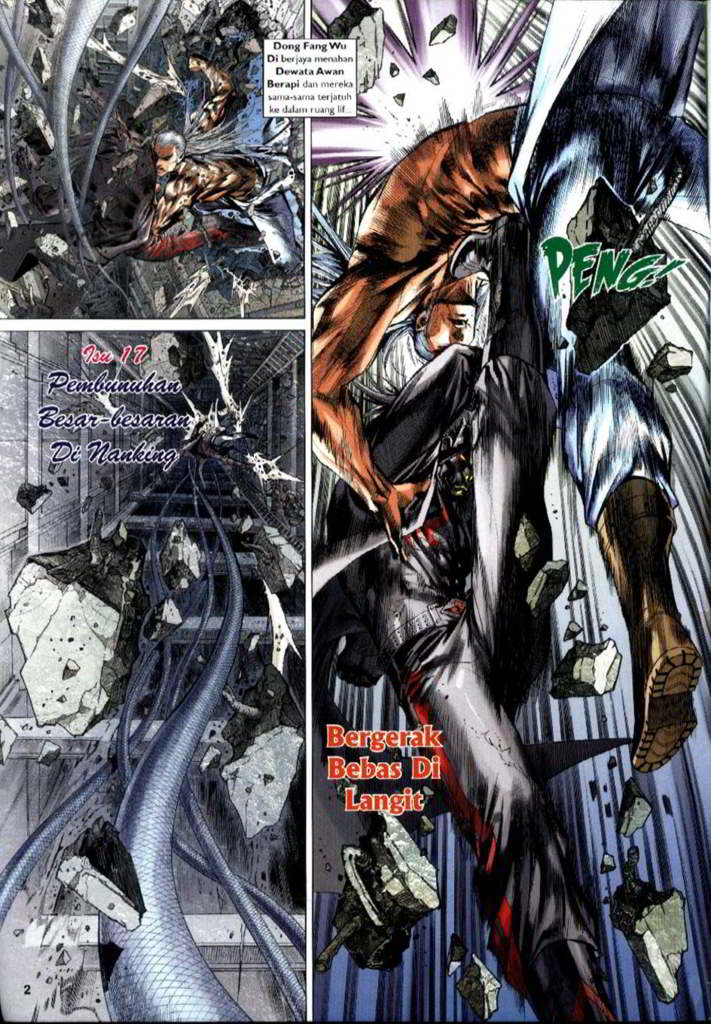 Dong Fang Wu
Di berjaya menahan
Dewata Awan
Berapi dan mereka
sama-sama terjatuh
ke dalam ruang lif...
Isu 17
Pembunuhan
Besar-besaran
Di Nanking
PENG!
Bergerak
Bebas Di
Langit
2